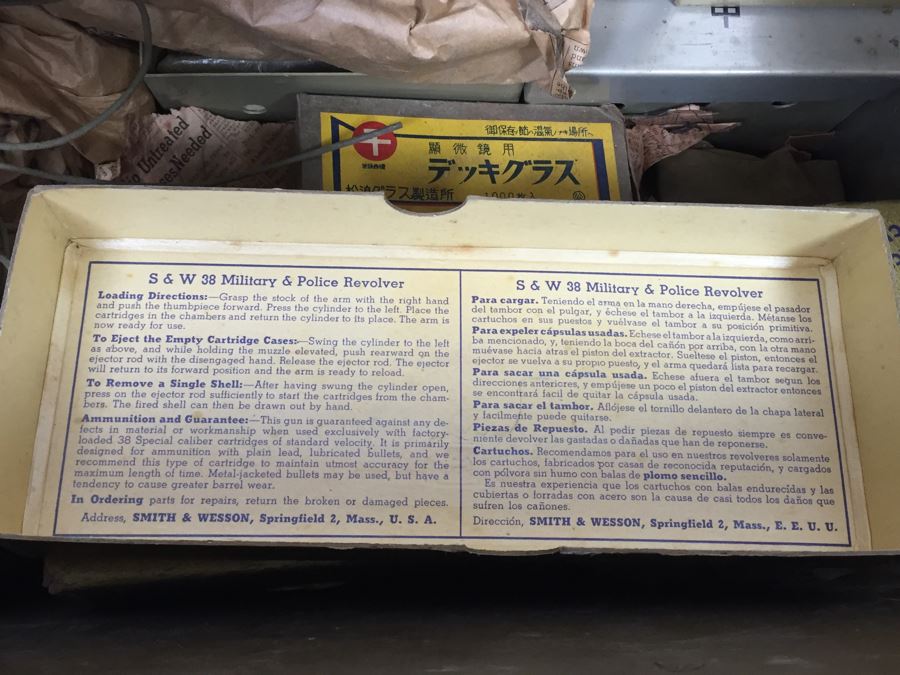 ip Untreated
es Needed
御保存ハ湿氣ノナキ場所ヘ
顕微鏡用
デッキグラス
松浪グラス製造所 1000枚入
S & W 38 Military & Police Revolver
Loading Directions:—Grasp the stock of the arm with the right hand
and push the thumbpiece forward. Press the cylinder to the left. Place the
cartridges in the chambers and return the cylinder to its place. The arm is
now ready for use.
To Eject the Empty Cartridge Cases:—Swing the cylinder to the left
as above, and while holding the muzzle elevated, push rearward on the
ejector rod with the disengaged hand. Release the ejector rod. The ejector
will return to its forward position and the arm is ready to reload.
To Remove a Single Shell:—After having swung the cylinder open,
press on the ejector rod sufficiently to start the cartridges from the cham-
bers. The fired shell can then be drawn out by hand.
Ammunition and Guarantee:—This gun is guaranteed against any de-
fects in material or workmanship when used exclusively with factory-
loaded 38 Special caliber cartridges of standard velocity. It is primarily
designed for ammunition with plain lead, lubricated bullets, and we
recommend this type of cartridge to maintain utmost accuracy for the
maximum length of time. Metal-jacketed bullets may be used, but have a
tendency to cause greater barrel wear.
In Ordering parts for repairs, return the broken or damaged pieces.
Address, SMITH & WESSON, Springfield 2, Mass., U. S. A.
S & W 38 Military & Police Revolver
Para cargar. Teniendo el arma en la mano derecha, empújese el pasador
del tambor con el pulgar, y échese el tambor a la izquierda. Métanse los
cartuchos en sus puestos y vuélvase el tambor a su posición primitiva.
Para expeler cápsulas usadas. Echese el tambor a la izquierda, como arri-
ba mencionado, y, teniendo la boca del cañón por arriba, con la otra mano
muévase hacia atras el piston del extractor. Sueltese el piston, entonces el
ejector se vuelva a su propio puesto, y el arma quedará lista para recargar.
Para sacar una cápsula usada. Echese afuera el tambor segun los
direcciones anteriores, y empújese un poco el piston del extractor entonces
se encontrará facil de quitar la cápsula usada.
Para sacar el tambor. Aflójese el tornillo delantero de la chapa lateral
y facilmente puede quitarse.
Piezas de Repuesto. Al pedir piezas de repuesto siempre es conve-
niente devolver las gastadas o dañadas que han de reponerse.
Cartuchos. Recomendamos para el uso en nuestros revolveres solamente
los cartuchos, fabricados por casas de reconocida reputación, y cargados
con pólvora sin humo con balas de plomo sencillo.
Es nuestra experiencia que los cartuchos con balas endurecidas y las
cubiertas o forradas con acero son la causa de casi todos los daños que
sufren los cañones.
Dirección, SMITH & WESSON, Springfield 2, Mass., E. E. U. U.